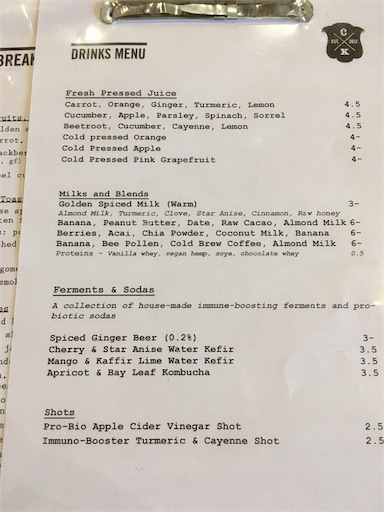 BREAK
DRINKS MENU
C
EST. 2012
K
Fresh Pressed Juice
Carrot, Orange, Ginger, Turmeric, Lemon 4.5
Cucumber, Apple, Parsley, Spinach, Sorrel 4.5
Beetroot, Cucumber, Cayenne, Lemon 4.5
Cold pressed Orange 4-
Cold Pressed Apple 4-
Cold Pressed Pink Grapefruit 4-
Milks and Blends
Golden Spiced Milk (Warm) 3-
Almond Milk, Turmeric, Clove, Star Anise, Cinnamon, Raw honey
Banana, Peanut Butter, Date, Raw Cacao, Almond Milk 6-
Berries, Acai, Chia Powder, Coconut Milk, Banana 6-
Banana, Bee Pollen, Cold Brew Coffee, Almond Milk 6-
Proteins - Vanilla whey, vegan hemp, soya, chocolate whey 0.5
Ferments & Sodas
A collection of house-made immune-boosting ferments and pro-
biotic sodas
Spiced Ginger Beer (0.2%) 3-
Cherry & Star Anise Water Kefir 3.5
Mango & Kaffir Lime Water Kefir 3.5
Apricot & Bay Leaf Kombucha 3.5
Shots
Pro-Bio Apple Cider Vinegar Shot 2.5
Immuno-Booster Turmeric & Cayenne Shot 2.5